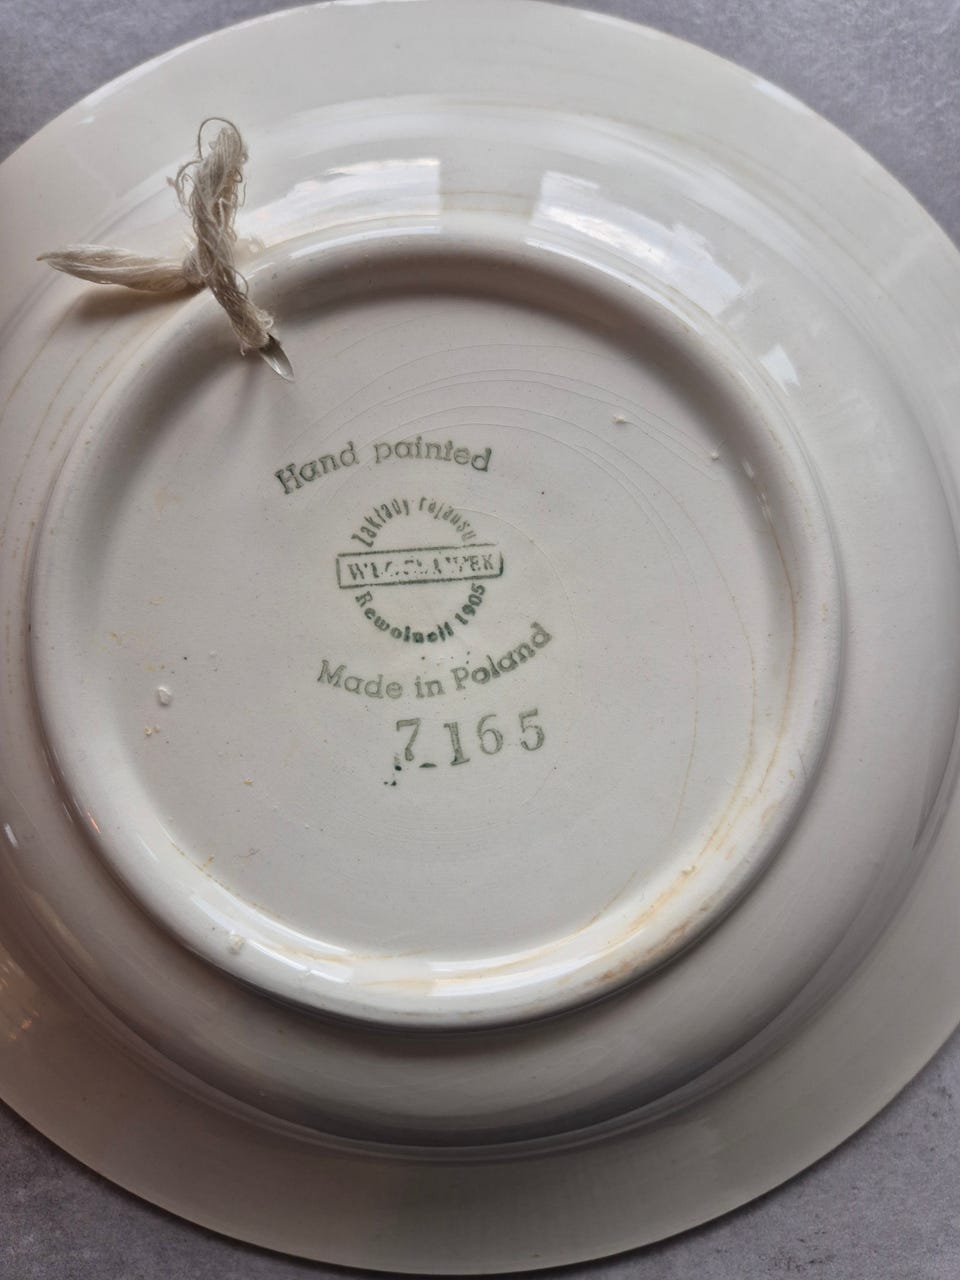 Hand painted
Zakłady fajansu
WŁOCŁAWEK
Rewolucji 1905
Made in Poland
7165